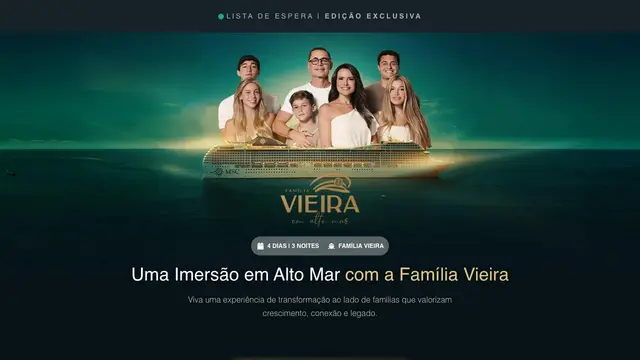 LISTA DE ESPERA | EDIÇÃO EXCLUSIVA
MSC
FAMÍLIA
VIEIRA
em alto mar
4 DIAS | 3 NOITES FAMÍLIA VIEIRA
Uma Imersão em Alto Mar com a Família Vieira
Viva uma experiência de transformação ao lado de famílias que valorizam
crescimento, conexão e legado.